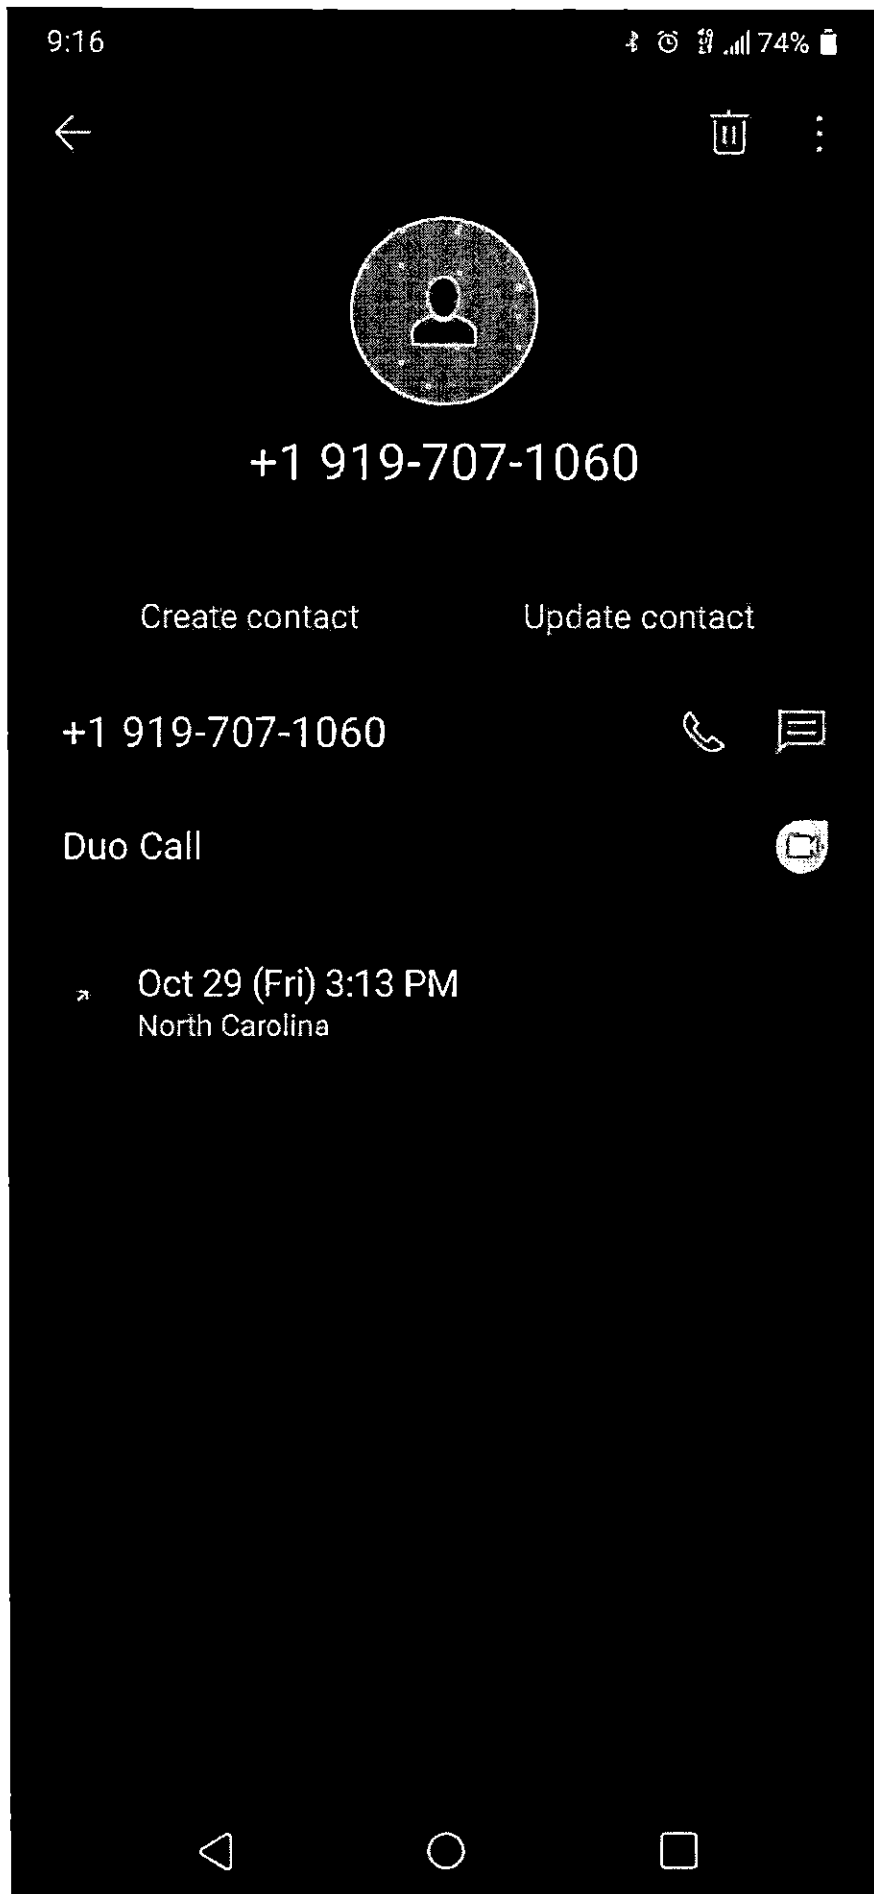 9:16
74%
+1 919-707-1060
Create contact
Update contact
+1 919-707-1060
Duo Call
Oct 29 (Fri) 3:13 PM
North Carolina